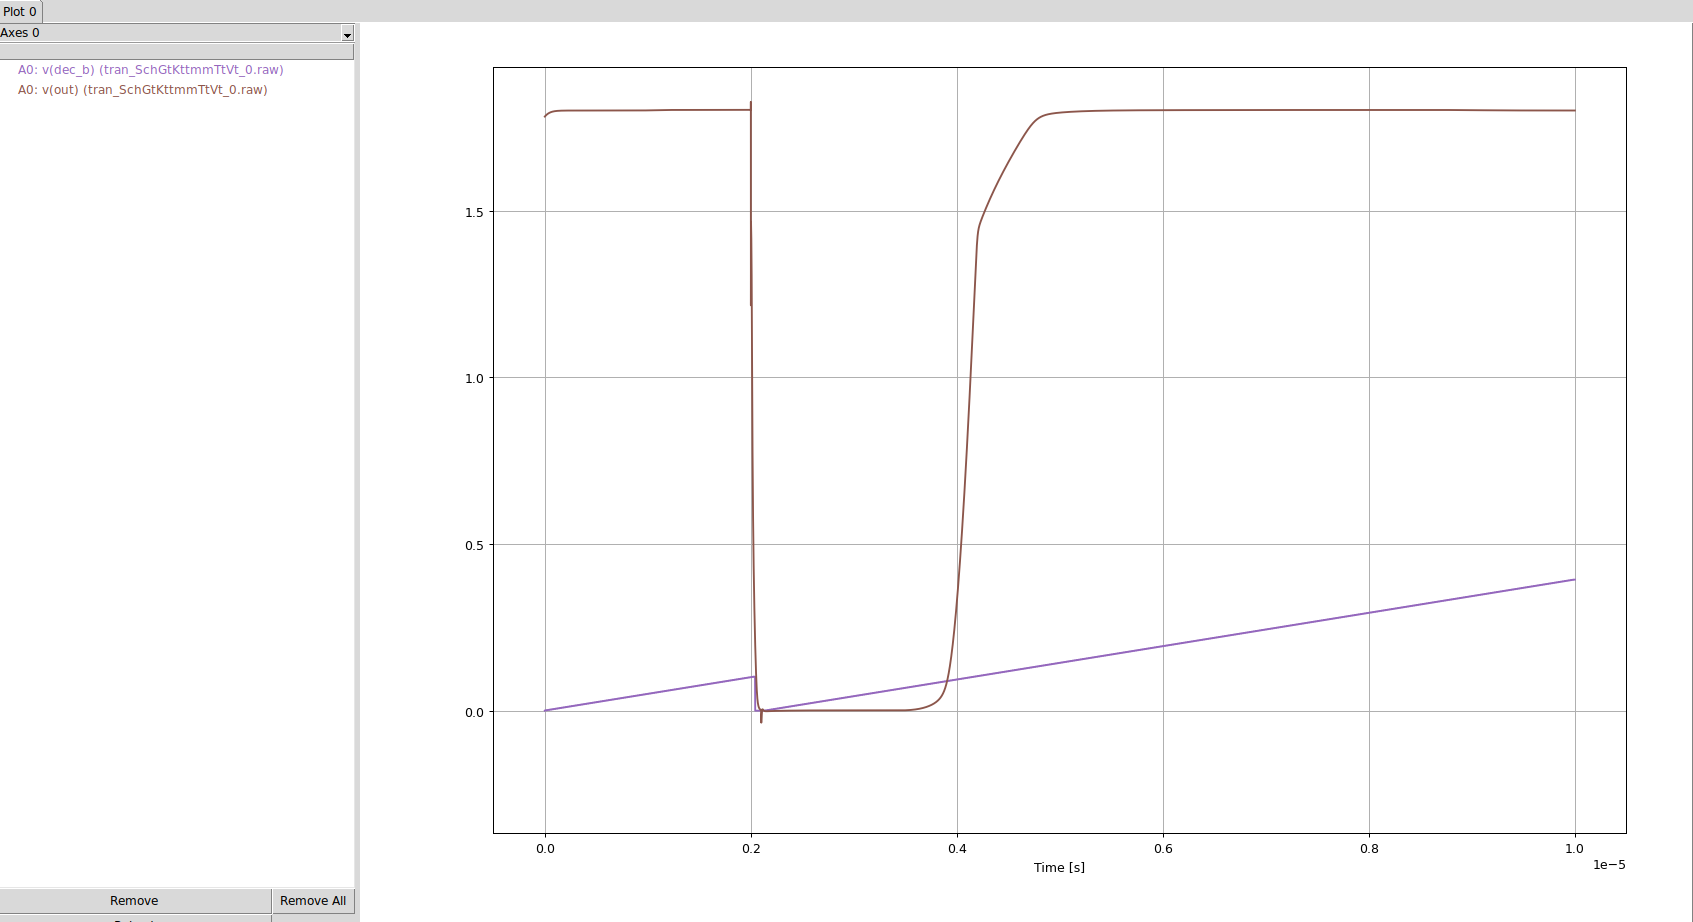 Plot 0
Axes 0
A0: v(dec_b) (tran_SchGtKttmmTtVt_0.raw)
A0: v(out) (tran_SchGtKttmmTtVt_0.raw)
1.5
1.0
0.5
0.0
0.0 0.2 0.4 0.6 0.8 1.0
Time [s]
1e−5
Remove Remove All